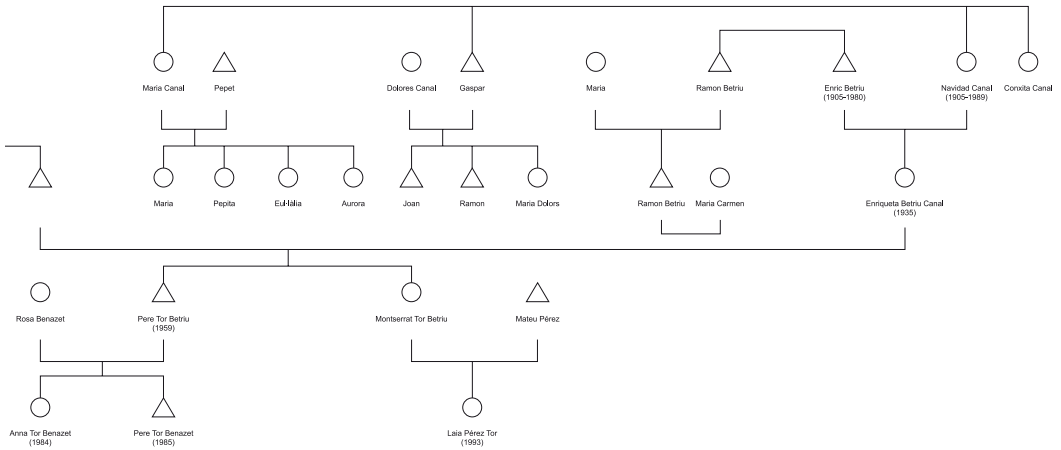 Maria Canal
Pepet
Dolores Canal
Gaspar
Maria
Ramon Betriu
Enric Betriu
(1905-1980)
Navidad Canal
(1905-1989)
Conxita Canal
Maria
Pepita
Eul·làlia
Aurora
Joan
Ramon
Maria Dolors
Ramon Betriu
Maria Carmen
Enriqueta Betriu Canal
(1935)
Rosa Benazet
Pere Tor Betriu
(1959)
Montserrat Tor Betriu
Mateu Pérez
Anna Tor Benazet
(1984)
Pere Tor Benazet
(1985)
Laia Pérez Tor
(1993)